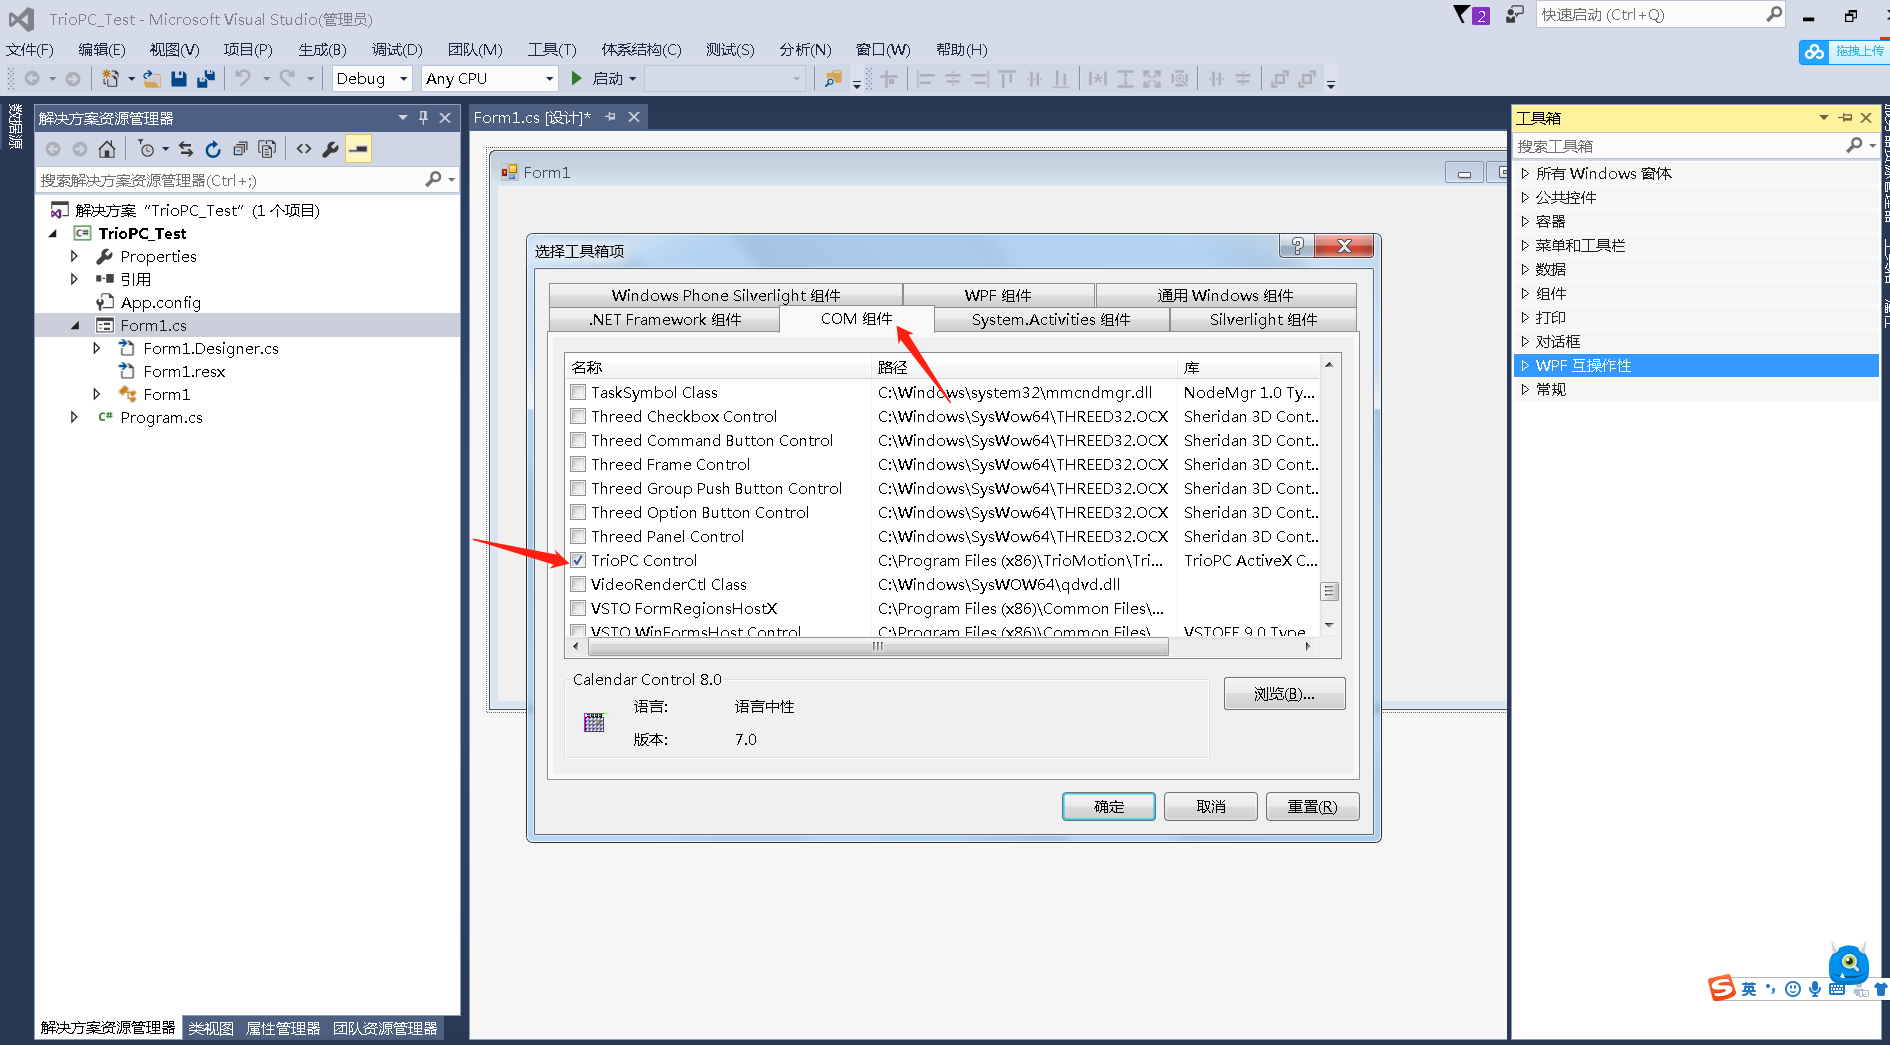 TrioPC_Test - Microsoft Visual Studio(管理员)
2
快速启动 (Ctrl+Q)
文件(F) 编辑(E) 视图(V) 项目(P) 生成(B) 调试(D) 团队(M) 工具(T) 体系结构(C) 测试(S) 分析(N) 窗口(W) 帮助(H)
拖拽上传
Debug Any CPU 启动
数据源
解决方案资源管理器
搜索解决方案资源管理器(Ctrl+;)
解决方案 “TrioPC_Test” (1 个项目)
TrioPC_Test
Properties
引用
App.config
Form1.cs
Form1.Designer.cs
Form1.resx
Form1
Program.cs
解决方案资源管理器 类视图 属性管理器 团队资源管理器
Form1.cs [设计]*
Form1
选择工具箱项
Windows Phone Silverlight 组件 WPF 组件 通用 Windows 组件
.NET Framework 组件 COM 组件 System.Activities 组件 Silverlight 组件
名称 路径 库
TaskSymbol Class C:\Windows\system32\mmcndmgr.dll NodeMgr 1.0 Ty...
Threed Checkbox Control C:\Windows\SysWow64\THREED32.OCX Sheridan 3D Cont..
Threed Command Button Control C:\Windows\SysWow64\THREED32.OCX Sheridan 3D Cont..
Threed Frame Control C:\Windows\SysWow64\THREED32.OCX Sheridan 3D Cont..
Threed Group Push Button Control C:\Windows\SysWow64\THREED32.OCX Sheridan 3D Cont..
Threed Option Button Control C:\Windows\SysWow64\THREED32.OCX Sheridan 3D Cont..
Threed Panel Control C:\Windows\SysWow64\THREED32.OCX Sheridan 3D Cont..
TrioPC Control C:\Program Files (x86)\TrioMotion\Tri... TrioPC ActiveX C...
VideoRenderCtl Class C:\Windows\SysWOW64\qdvd.dll
VSTO FormRegionsHostX C:\Program Files (x86)\Common Files\...
VSTO WinFormsHost Control C:\Program Files (x86)\Common Files\ VSTOEE 9.0 Type
Calendar Control 8.0
语言: 语言中性
版本: 7.0
浏览(B)...
确定 取消 重置(R)
工具箱
搜索工具箱
所有 Windows 窗体
公共控件
容器
菜单和工具栏
数据
组件
打印
对话框
WPF 互操作性
常规
S 英